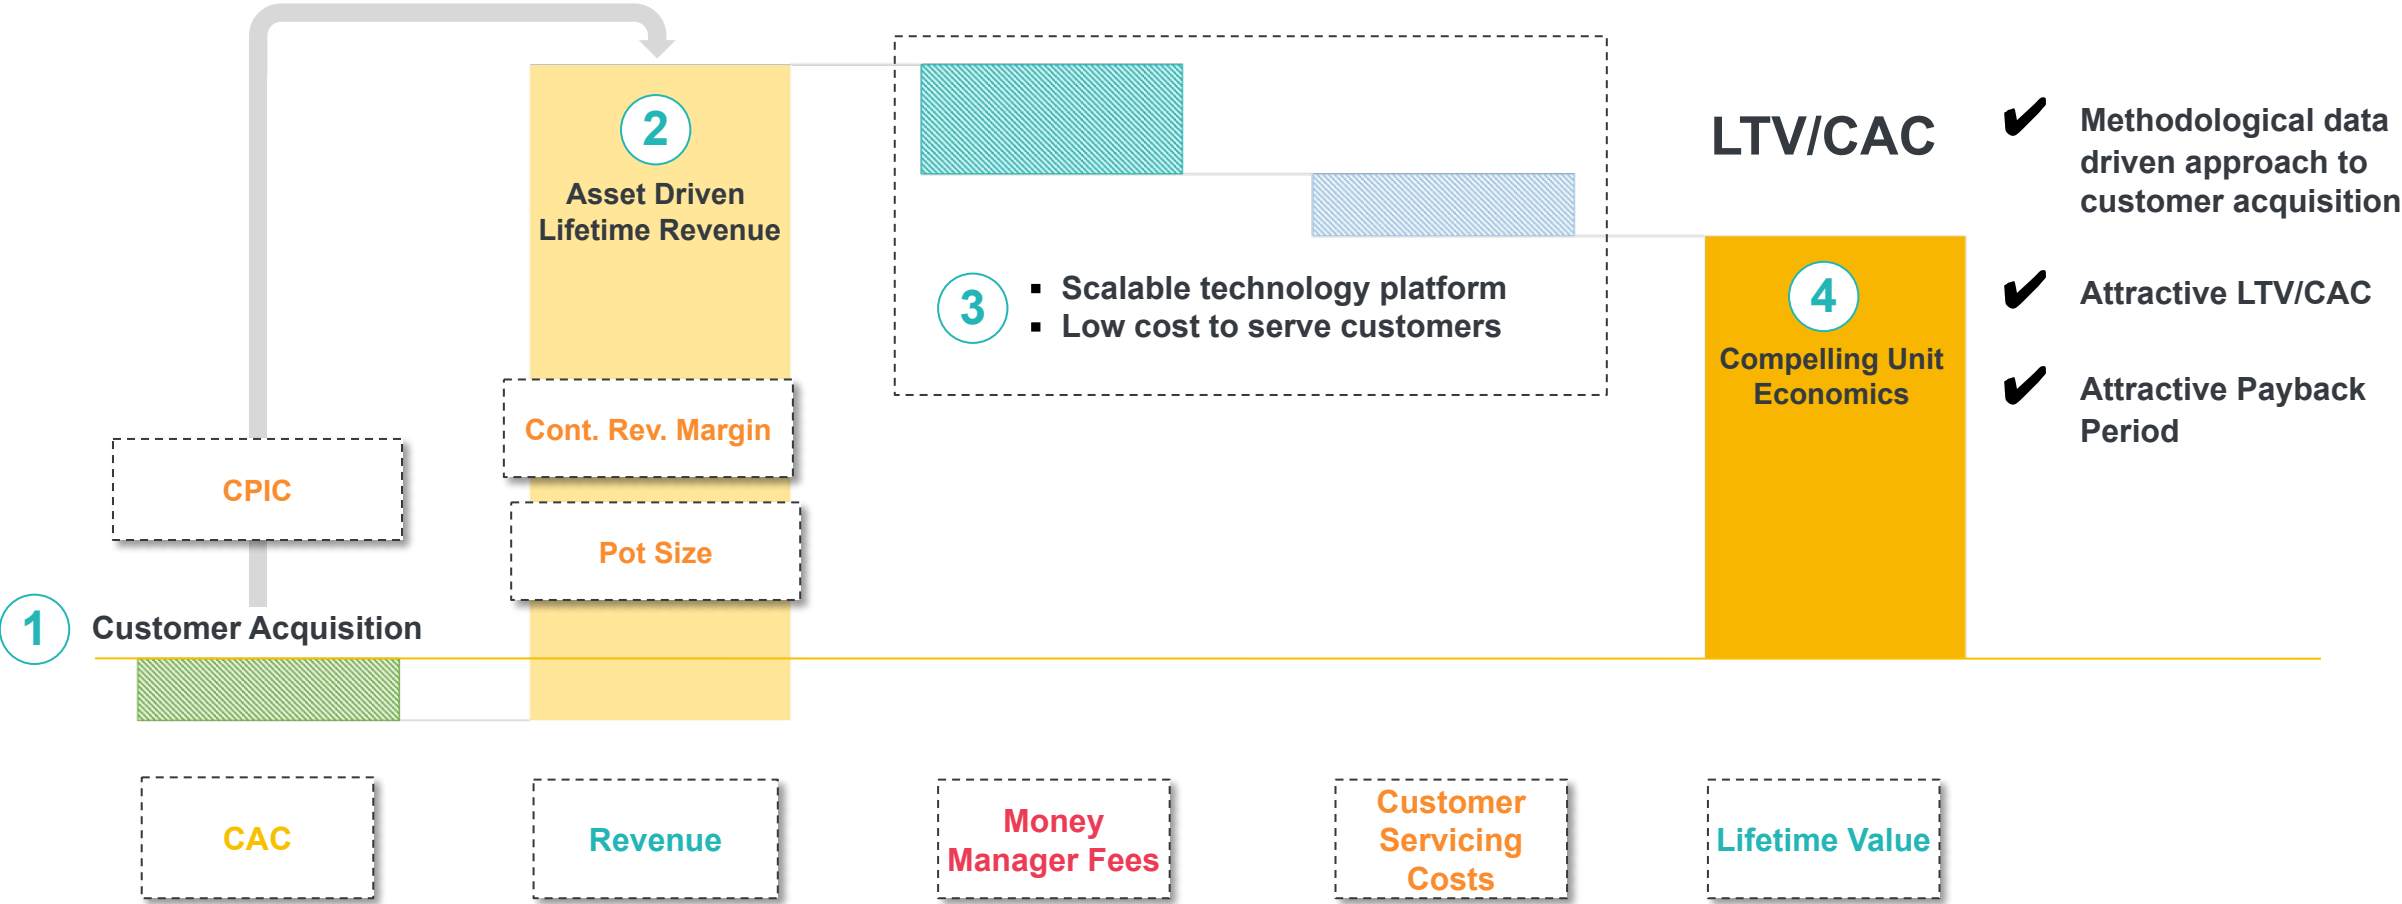 1
Customer Acquisition
CPIC
2
Asset Driven
Lifetime Revenue
Cont. Rev. Margin
Pot Size
3
▪ Scalable technology platform
▪ Low cost to serve customers
LTV/CAC
4
Compelling Unit
Economics
✔ Methodological data
driven approach to
customer acquisition
✔ Attractive LTV/CAC
✔ Attractive Payback
Period
CAC
Revenue
Money
Manager Fees
Customer
Servicing
Costs
Lifetime Value